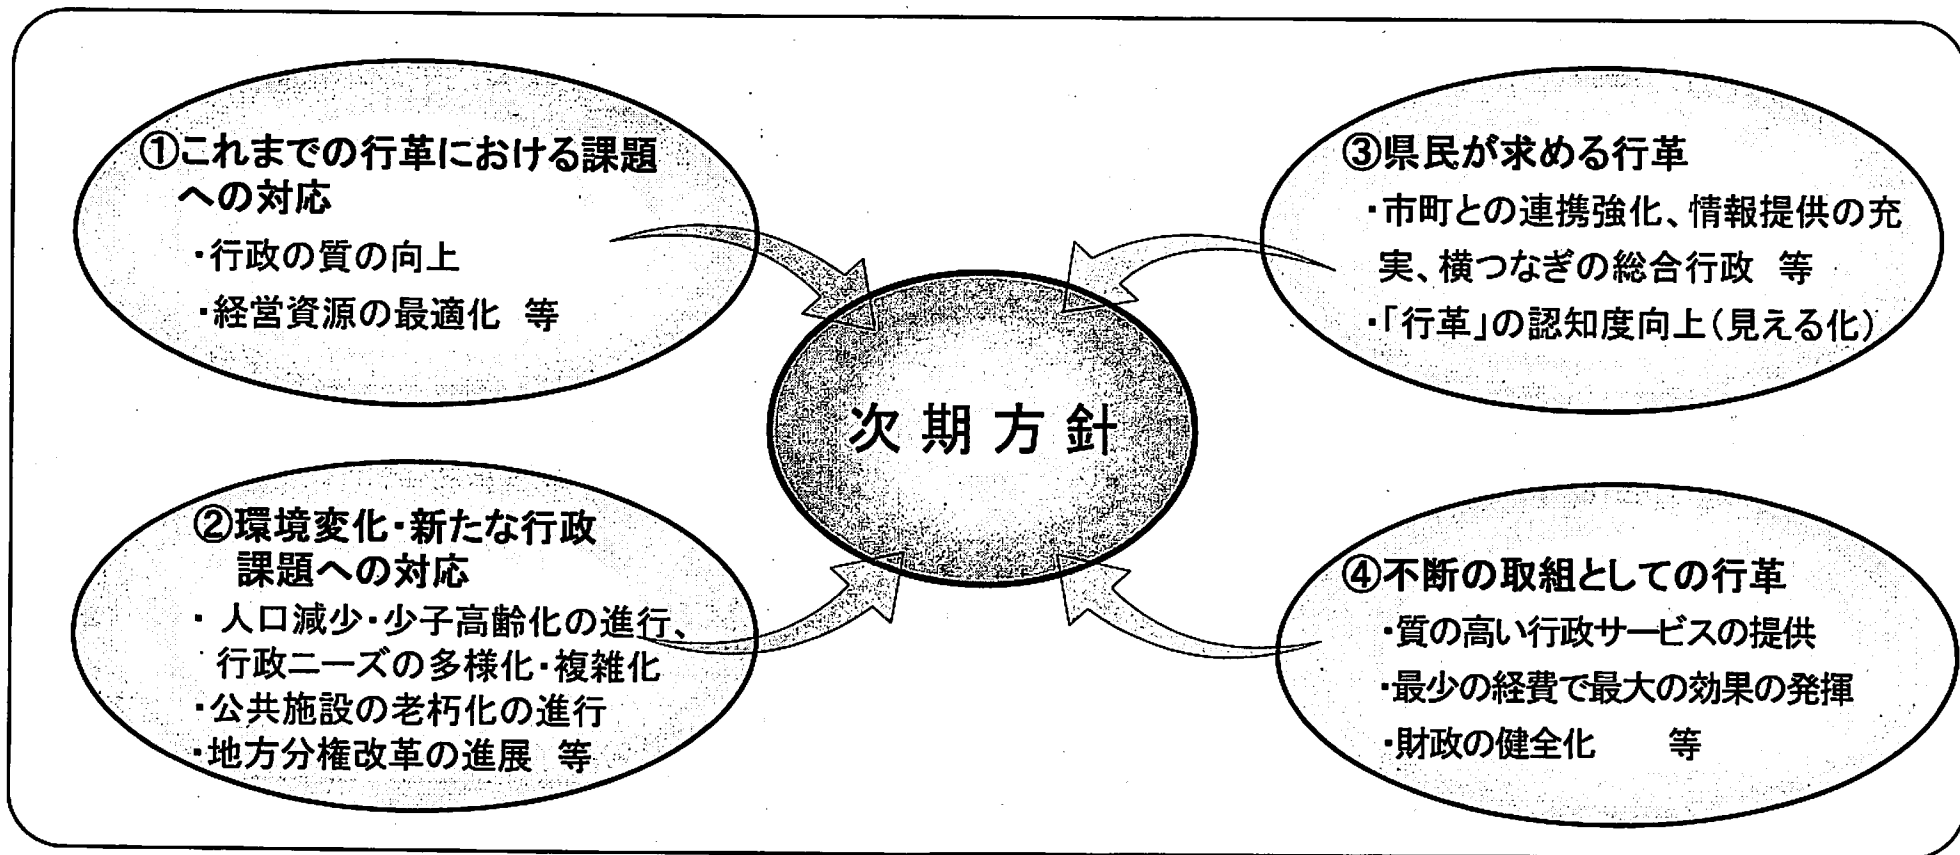 ①これまでの行革における課題
への対応
・行政の質の向上
・経営資源の最適化 等
②環境変化・新たな行政
課題への対応
・人口減少・少子高齢化の進行、
行政ニーズの多様化・複雑化
・公共施設の老朽化の進行
・地方分権改革の進展 等
次期方針
③県民が求める行革
・市町との連携強化、情報提供の充
実、横つなぎの総合行政 等
・「行革」の認知度向上(見える化)
④不断の取組としての行革
・質の高い行政サービスの提供
・最少の経費で最大の効果の発揮
・財政の健全化 等